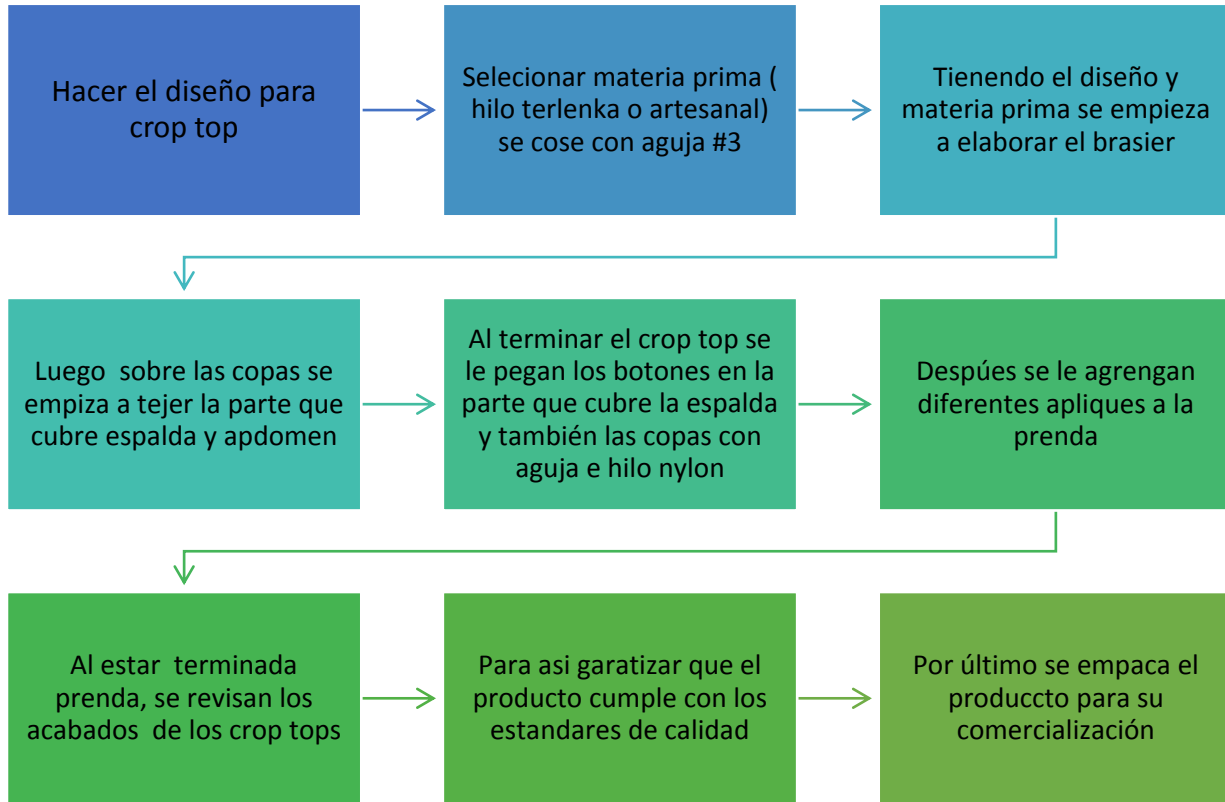 Hacer el diseño para
crop top
Selecionar materia prima (
hilo terlenka o artesanal)
se cose con aguja #3
Tienendo el diseño y
materia prima se empieza
a elaborar el brasier
Luego sobre las copas se
empiza a tejer la parte que
cubre espalda y apdomen
Al terminar el crop top se
le pegan los botones en la
parte que cubre la espalda
y también las copas con
aguja e hilo nylon
Despúes se le agrengan
diferentes apliques a la
prenda
Al estar terminada
prenda, se revisan los
acabados de los crop tops
Para asi garatizar que el
producto cumple con los
estandares de calidad
Por último se empaca el
produccto para su
comercialización